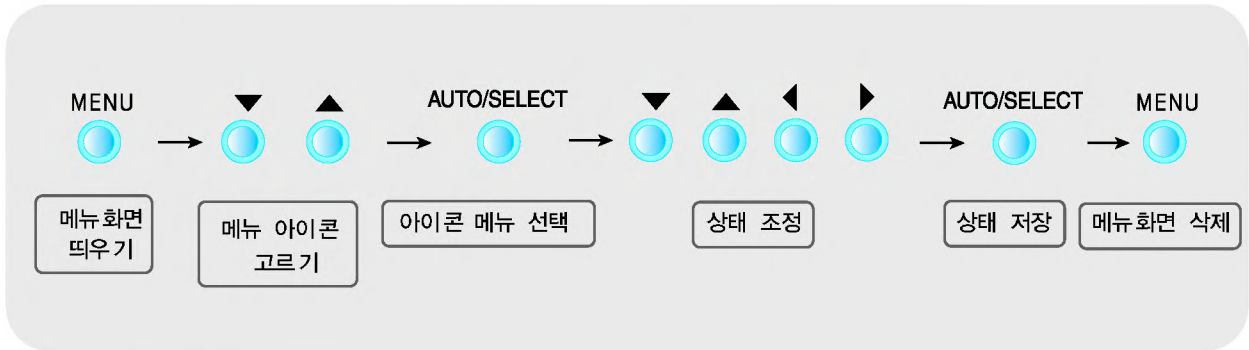 MENU
▼ ▲
AUTO/SELECT
▼ ▲ ◀ ▶
AUTO/SELECT
MENU
→ → → → →
메뉴화면
띄우기
메뉴 아이콘
고르기
아이콘 메뉴 선택
상태 조정
상태 저장
메뉴화면 삭제